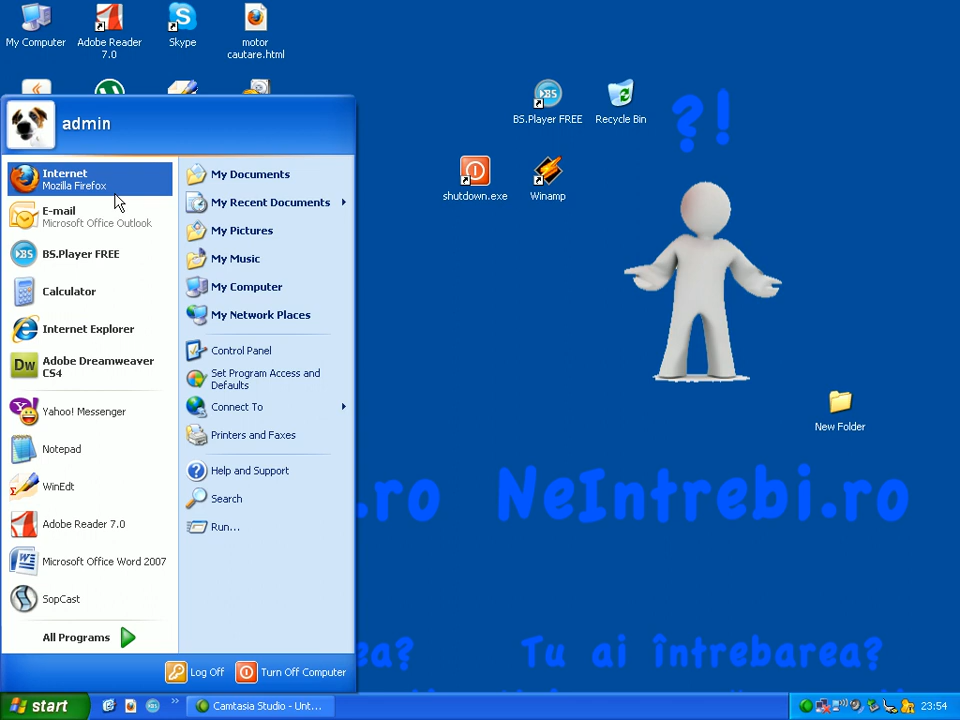 My Computer
Adobe Reader
7.0
Skype
motor
cautare.html
BS.Player FREE
Recycle Bin
?!
shutdown.exe
Winamp
admin
Internet
Mozilla Firefox
E-mail
Microsoft Office Outlook
BS.Player FREE
Calculator
Internet Explorer
Adobe Dreamweaver
CS4
Yahoo! Messenger
Notepad
WinEdt
Adobe Reader 7.0
Microsoft Office Word 2007
SopCast
All Programs
My Documents
My Recent Documents
My Pictures
My Music
My Computer
My Network Places
Control Panel
Set Program Access and
Defaults
Connect To
Printers and Faxes
Help and Support
Search
Run...
Log Off
Turn Off Computer
New Folder
.ro NeIntrebi.ro
ea? Tu ai întrebarea?
start
Camtasia Studio - Unt...
23:54